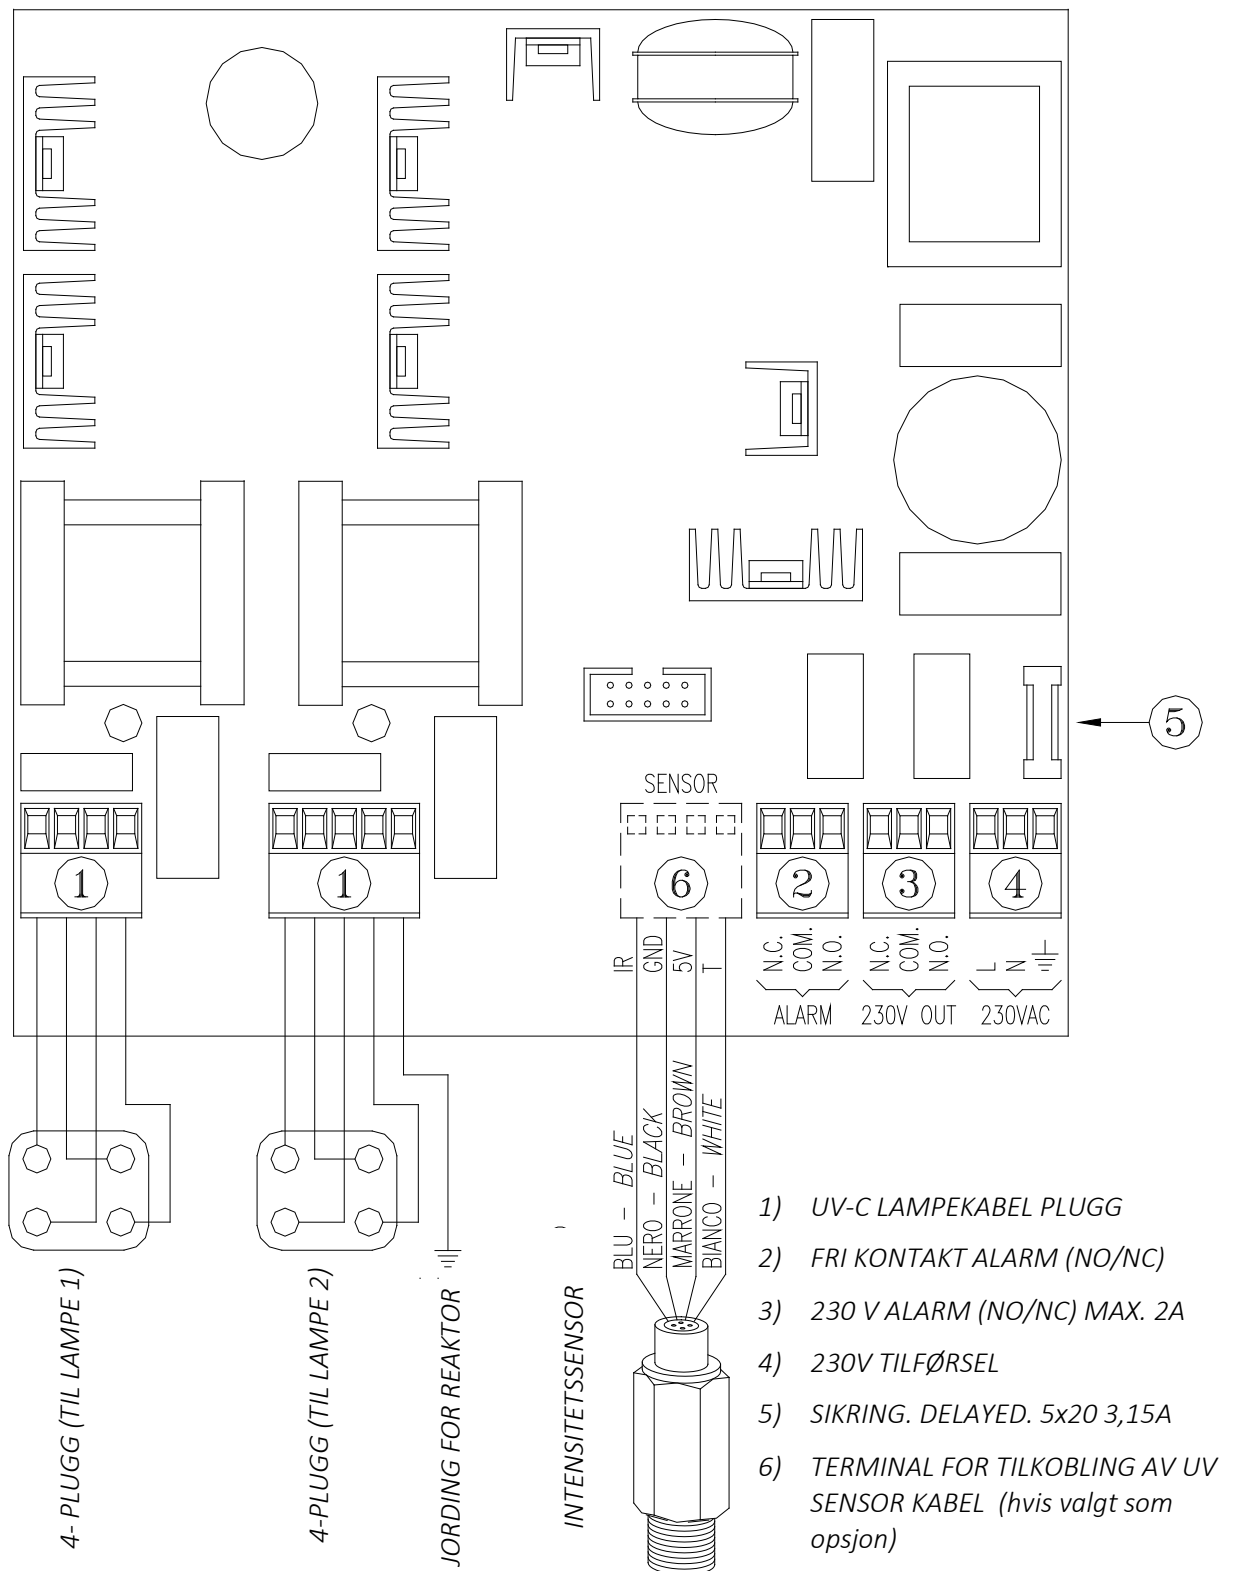 5
SENSOR
1
1
6
2
3
4
IR
GND
5V
T
N.C.
COM.
N.O.
N.C.
COM.
N.O.
L
N
ALARM
230V OUT
230VAC
BLU – BLUE
NERO – BLACK
MARRONE – BROWN
BIANCO – WHITE
4- PLUGG (TIL LAMPE 1)
4-PLUGG (TIL LAMPE 2)
JORDING FOR REAKTOR
INTENSITETSSENSOR
)
1) UV-C LAMPEKABEL PLUGG
2) FRI KONTAKT ALARM (NO/NC)
3) 230 V ALARM (NO/NC) MAX. 2A
4) 230V TILFØRSEL
5) SIKRING. DELAYED. 5x20 3,15A
6) TERMINAL FOR TILKOBLING AV UV
SENSOR KABEL (hvis valgt som
opsjon)